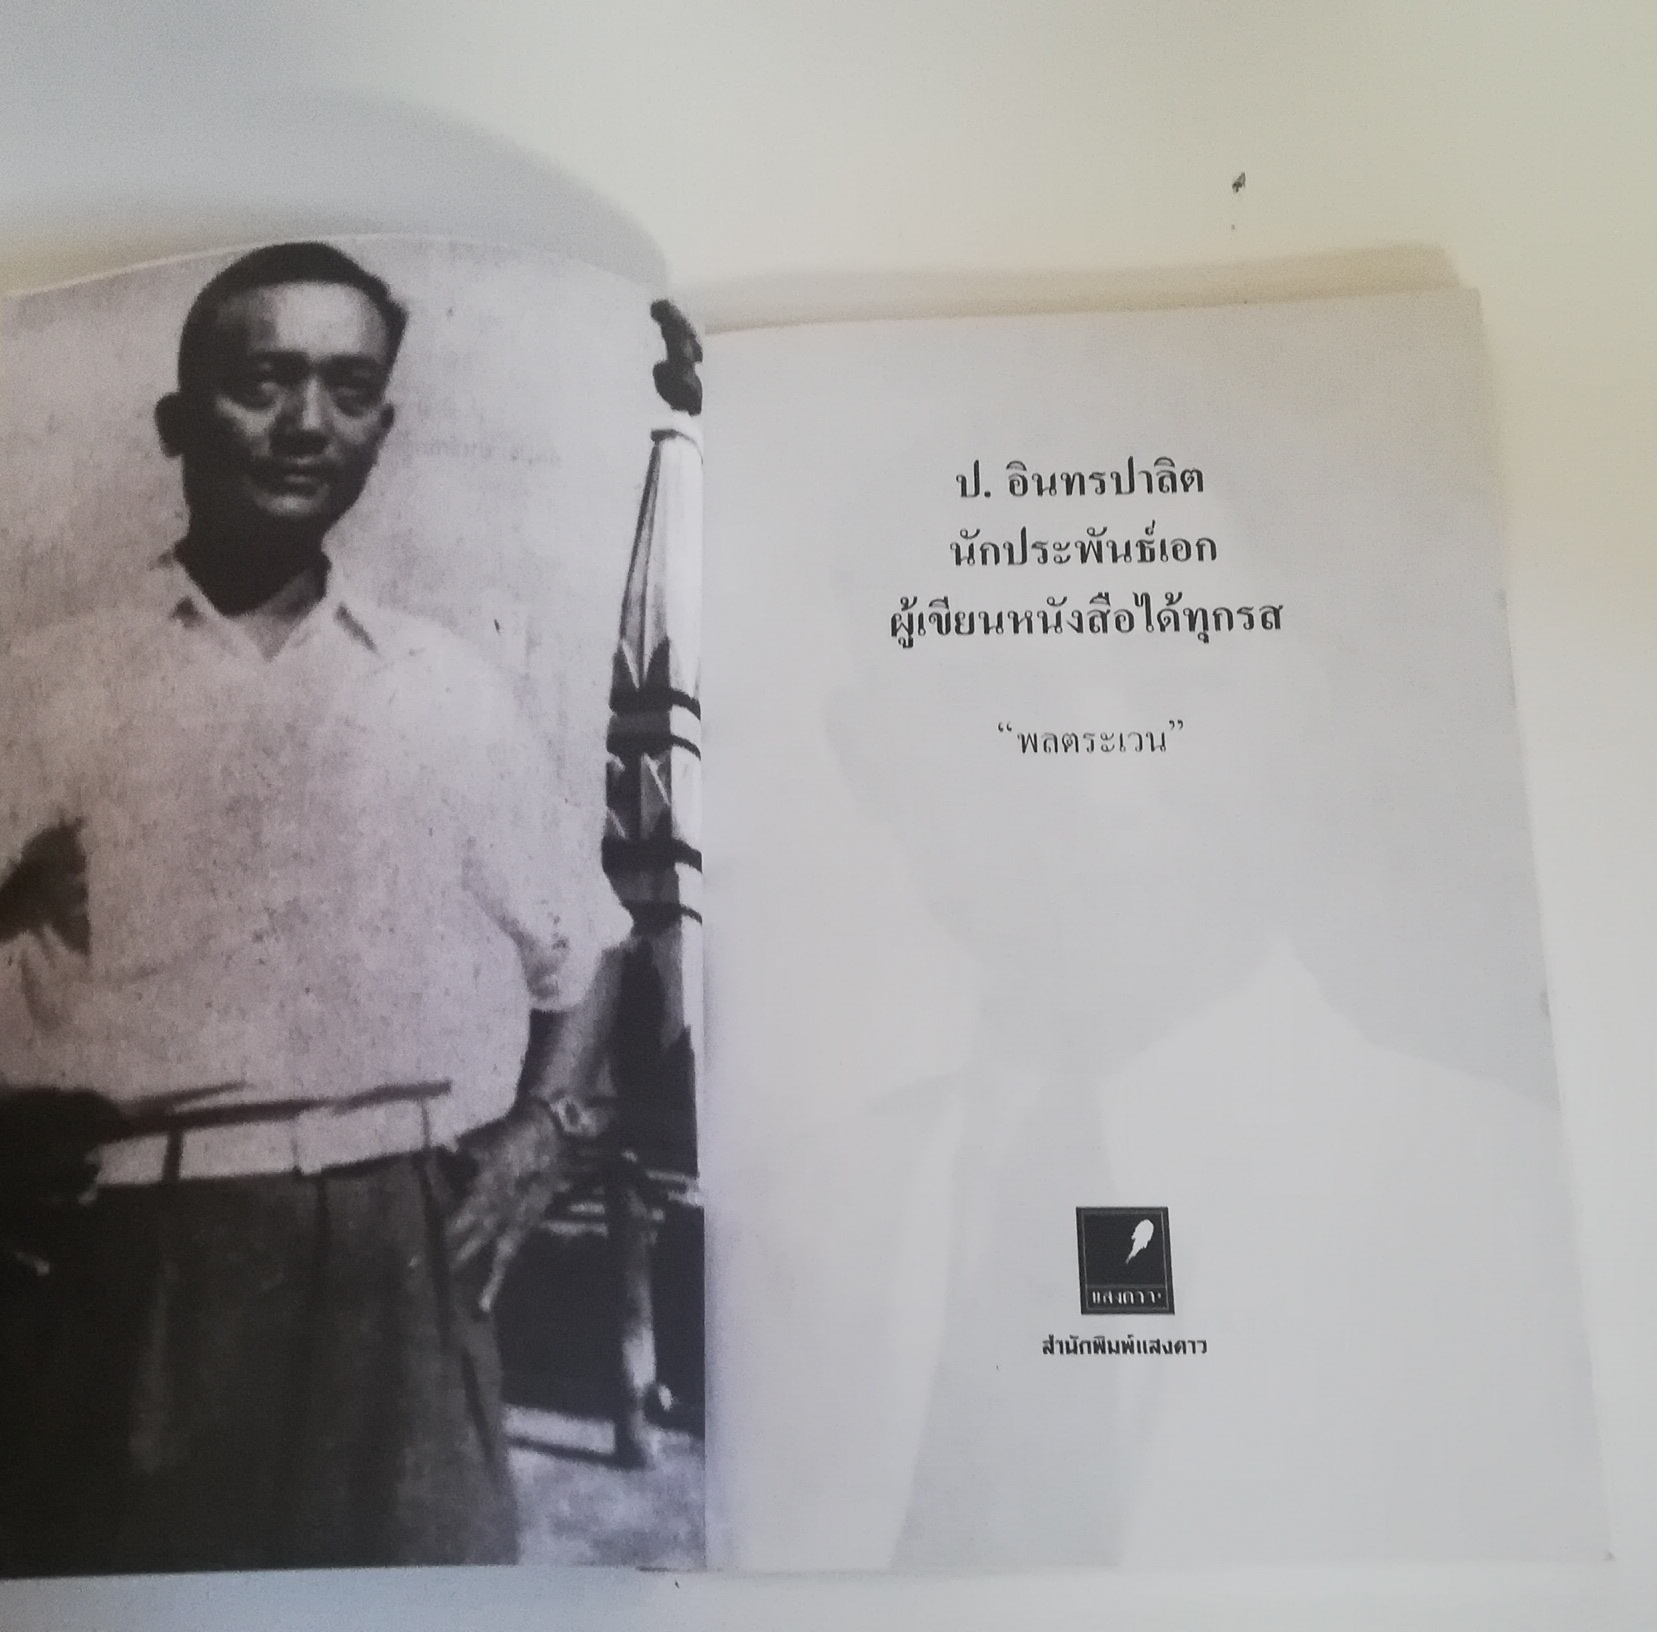 ป. อินทรปาลิต
นักประพันธ์เอก
ผู้เขียนหนังสือได้ทุกรส
“พลตระเวน”
แสงดาว
สำนักพิมพ์แสงดาว